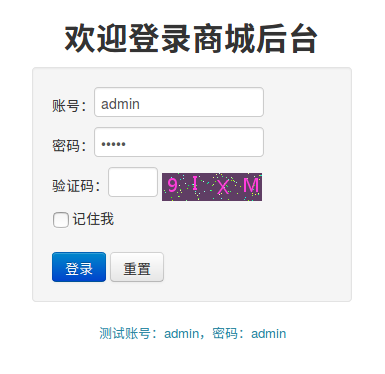 欢迎登录商城后台
账号： admin
密码： •••••
验证码： 9IXM
记住我
登录 重置
测试账号：admin，密码：admin